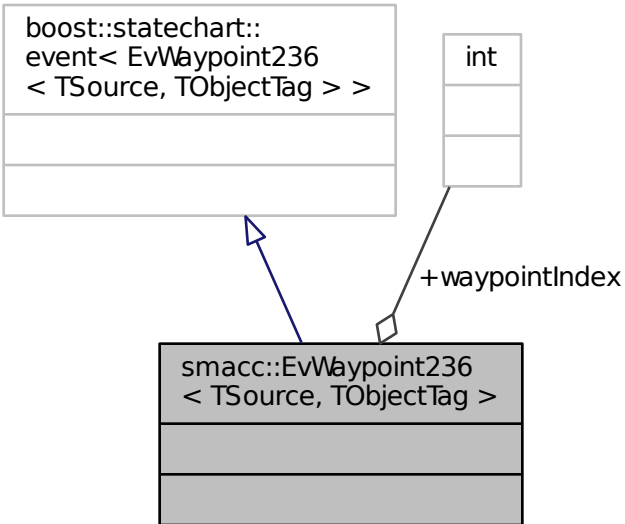 boost::statechart::
event< EvWaypoint236
< TSource, TObjectTag > >
int
+waypointIndex
smacc::EvWaypoint236
< TSource, TObjectTag >